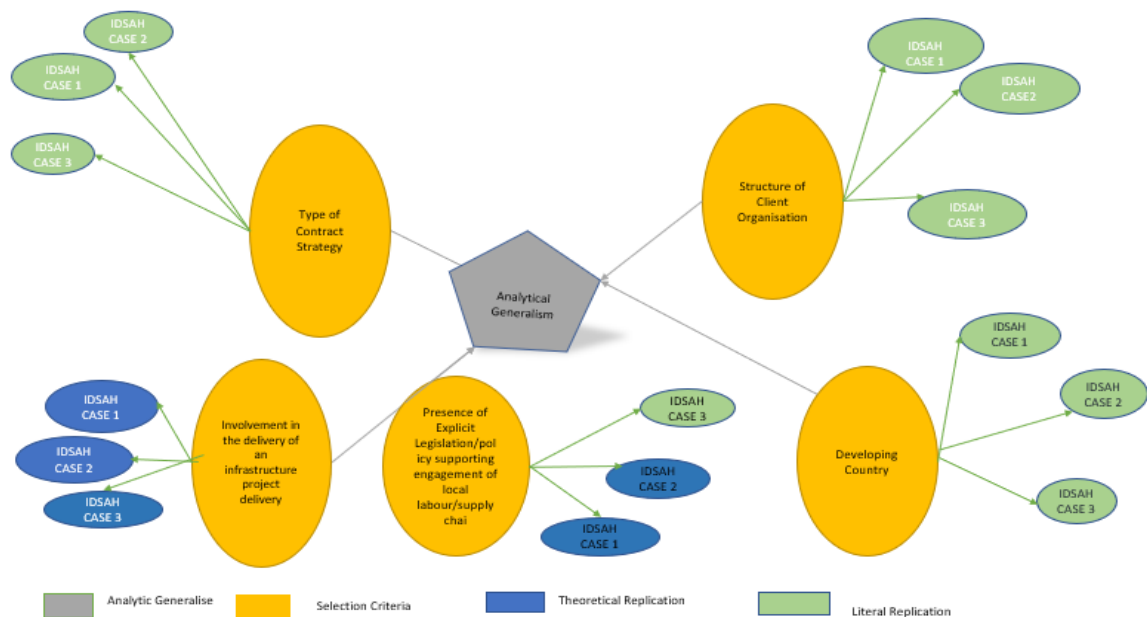 IDSAH
CASE 2
IDSAH
CASE 1
IDSAH
CASE 3
Type of
Contract
Strategy
IDSAH
CASE 1
IDSAH
CASE2
IDSAH
CASE 3
Structure of
Client
Organisation
Analytical
Generalism
IDSAH
CASE 1
IDSAH
CASE 2
IDSAH
CASE 3
Involvement in
the delivery of
an
infrastructure
project
delivery
Presence of
Explicit
Legislation/pol
icy supporting
engagement of
local
labour/supply
chai
IDSAH
CASE 3
IDSAH
CASE 2
IDSAH
CASE 1
Developing
Country
IDSAH
CASE 1
IDSAH
CASE 2
IDSAH
CASE 3
Analytic Generalise
Selection Criteria
Theoretical Replication
Literal Replication